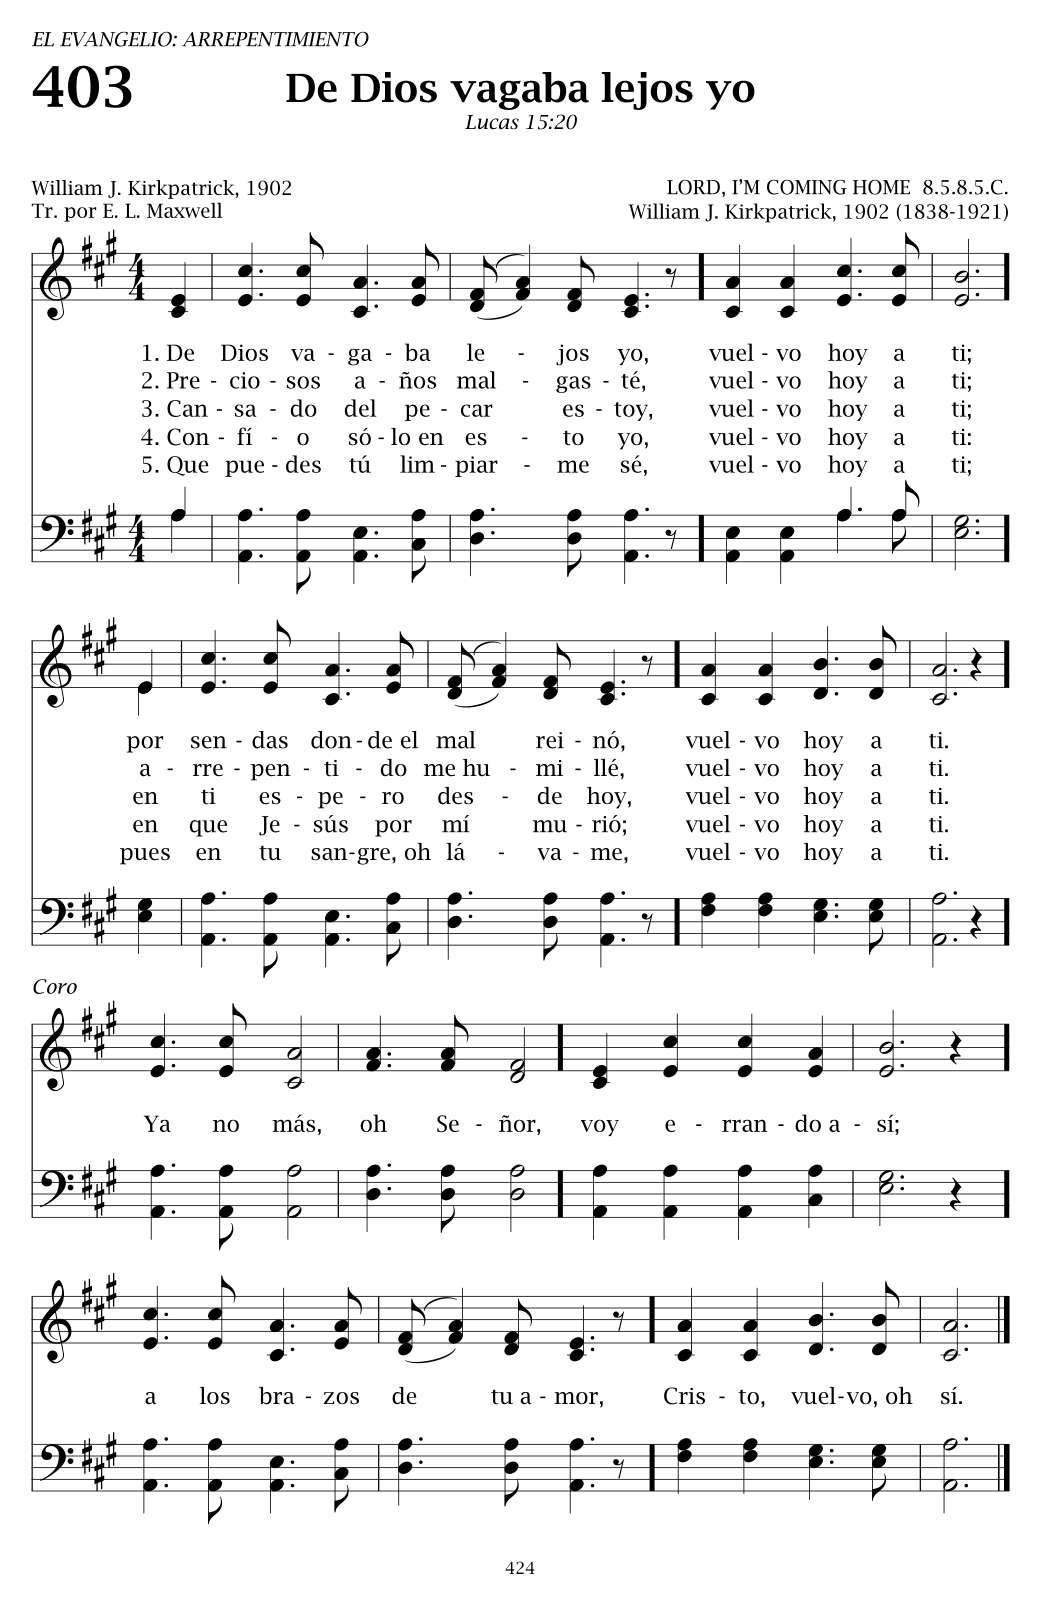 EL EVANGELIO: ARREPENTIMIENTO
403
De Dios vagaba lejos yo
Lucas 15:20
William J. Kirkpatrick, 1902
Tr. por E. L. Maxwell
LORD, I'M COMING HOME 8.5.8.5.C.
William J. Kirkpatrick, 1902 (1838-1921)
1. De Dios va - ga - ba le - jos yo, vuel - vo hoy a ti;
2. Pre - cio - sos a - ños mal - gas - té, vuel - vo hoy a ti;
3. Can - sa - do del pe - car es - toy, vuel - vo hoy a ti;
4. Con - fí - o só - lo en es - to yo, vuel - vo hoy a ti:
5. Que pue - des tú lim - piar - me sé, vuel - vo hoy a ti;
por sen - das don - de el mal rei - nó, vuel - vo hoy a ti.
a - rre - pen - ti - do me hu - mi - llé, vuel - vo hoy a ti.
en ti es - pe - ro des - de hoy, vuel - vo hoy a ti.
en que Je - sús por mí mu - rió; vuel - vo hoy a ti.
pues en tu san - gre, oh lá - va - me, vuel - vo hoy a ti.
Coro
Ya no más, oh Se - ñor, voy e - rran - do a - sí;
a los bra - zos de tu a - mor, Cris - to, vuel - vo, oh sí.
424